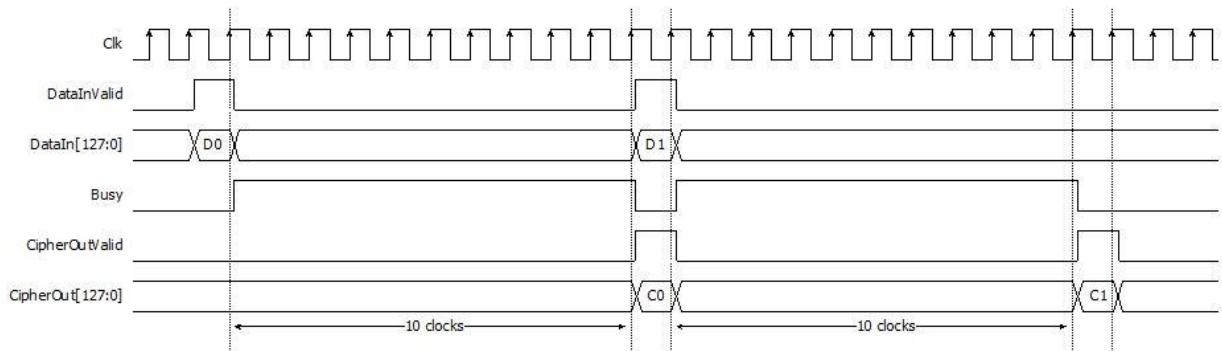 Clk
DataInValid
DataIn[127:0] D0 D1
Busy
CipherOutValid
CipherOut[127:0] C0 C1
10 clocks 10 clocks